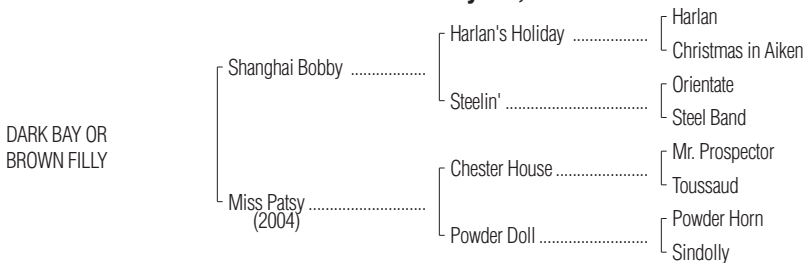 Harlan
Harlan's Holiday ..................
Christmas in Aiken
Shanghai Bobby ..................
Orientate
Steelin' ..................................
Steel Band
DARK BAY OR
BROWN FILLY
Mr. Prospector
Chester House ......................
Toussaud
Miss Patsy ............................
(2004)
Powder Horn
Powder Doll ..........................
Sindolly